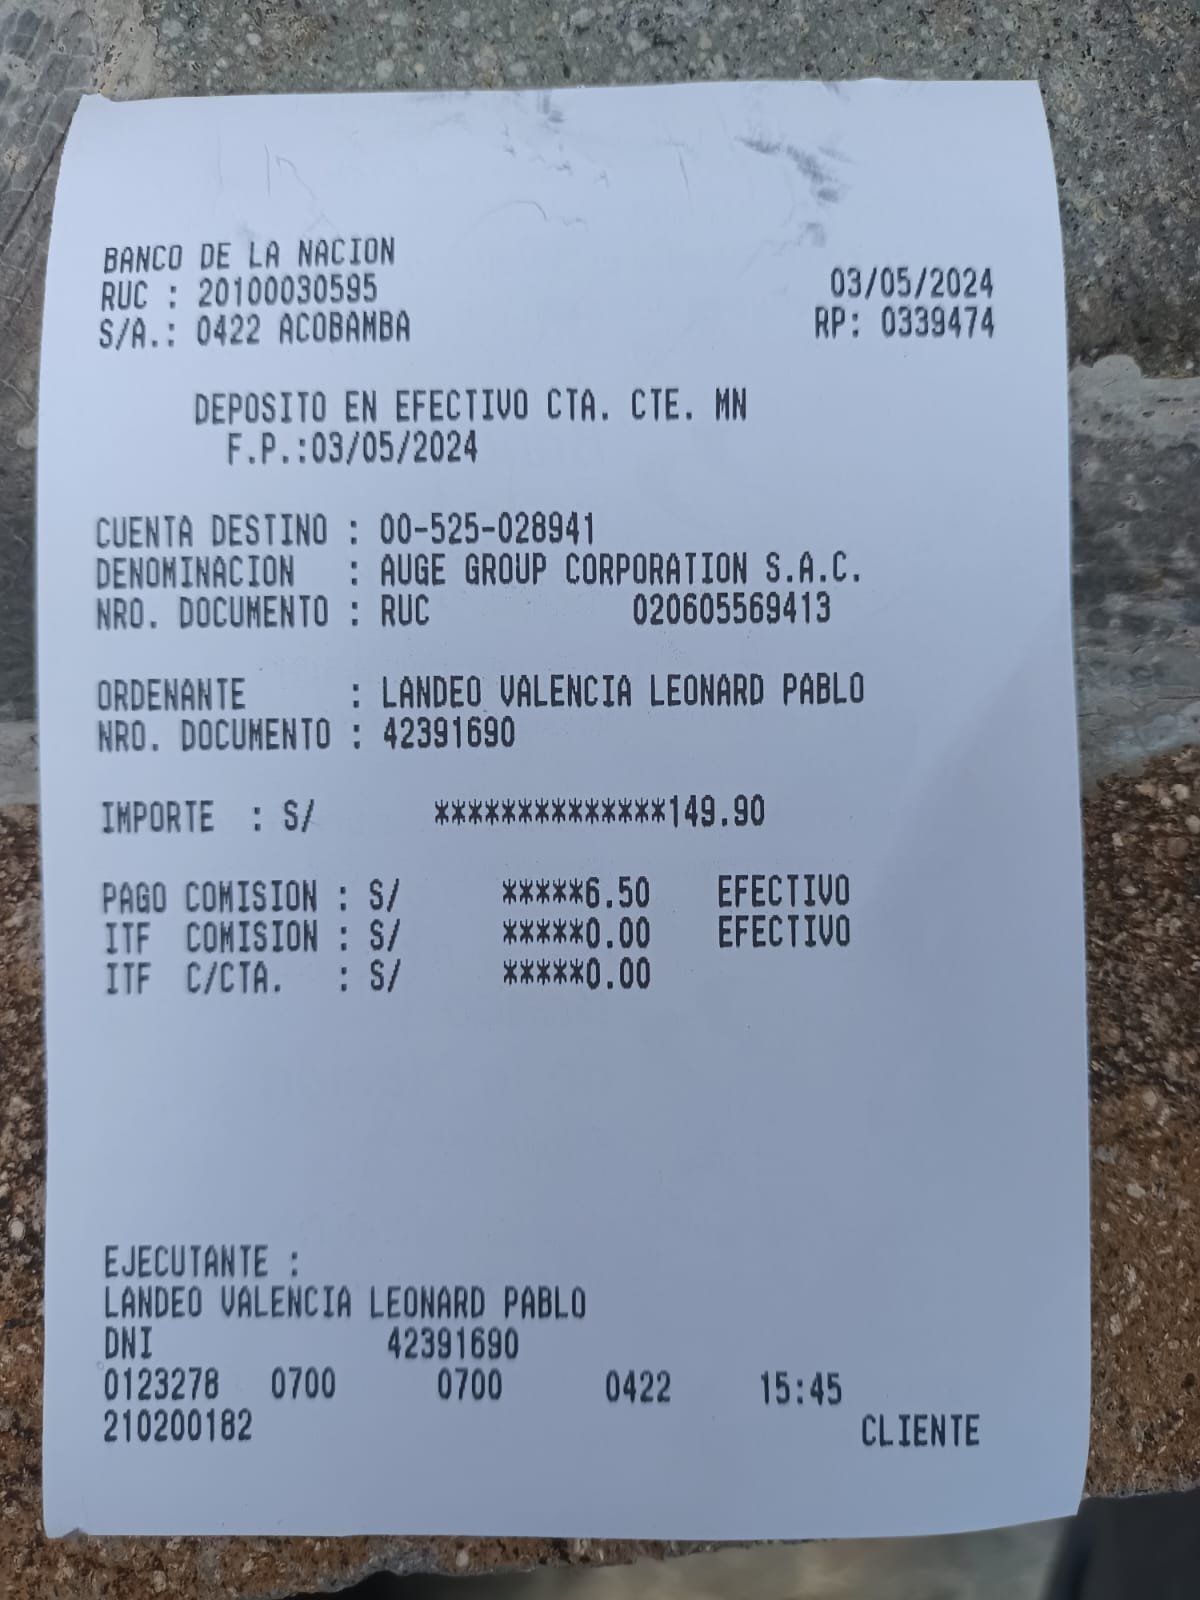 BANCO DE LA NACION
RUC : 20100030595 03/05/2024
S/A.: 0422 ACOBAMBA RP: 0339474
DEPOSITO EN EFECTIVO CTA. CTE. MN
F.P.:03/05/2024
CUENTA DESTINO : 00-525-028941
DENOMINACION : AUGE GROUP CORPORATION S.A.C.
NRO. DOCUMENTO : RUC 020605569413
ORDENANTE : LANDEO VALENCIA LEONARD PABLO
NRO. DOCUMENTO : 42391690
IMPORTE : S/ **************149.90
PAGO COMISION : S/ *****6.50 EFECTIVO
ITF COMISION : S/ *****0.00 EFECTIVO
ITF C/CTA. : S/ *****0.00
EJECUTANTE :
LANDEO VALENCIA LEONARD PABLO
DNI 42391690
0123278 0700 0700 0422 15:45
210200182 CLIENTE